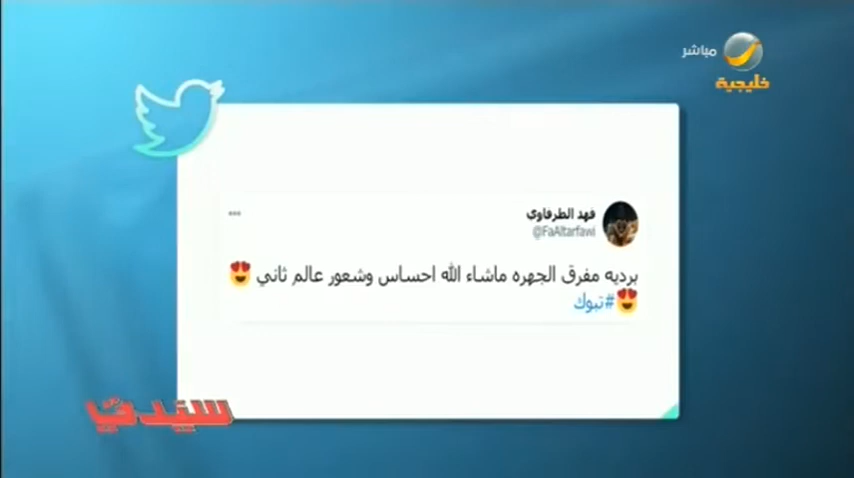 مباشر
خليجية
فهد الطرفاوي
@FaAltarfawi
برديه مفرق الجهره ماشاء الله احساس وشعور عالم ثاني 😍
😍#تبوك
سيدتي